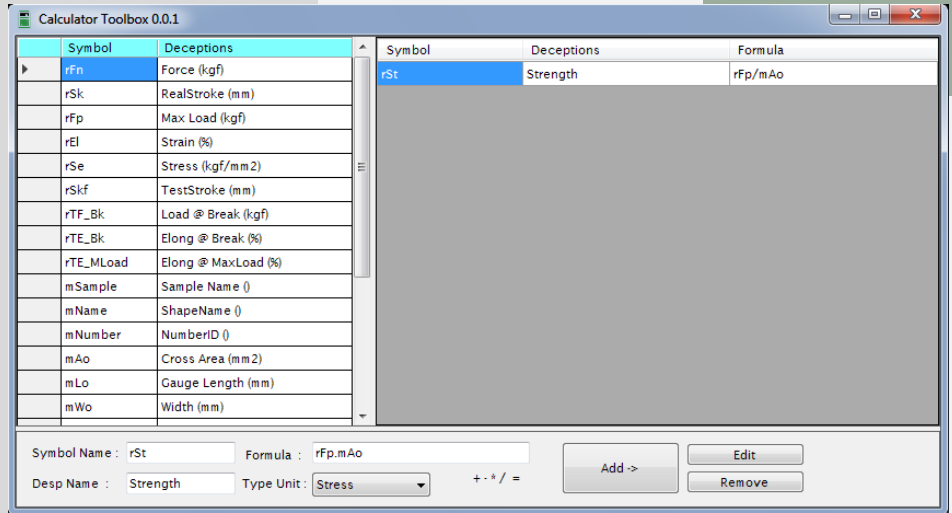 Calculator Toolbox 0.0.1
Symbol Deceptions
rFn Force (kgf)
rSk RealStroke (mm)
rFp Max Load (kgf)
rEl Strain (%)
rSe Stress (kgf/mm2)
rSkf TestStroke (mm)
rTF_Bk Load @ Break (kgf)
rTE_Bk Elong @ Break (%)
rTE_MLoad Elong @ MaxLoad (%)
mSample Sample Name ()
mName ShapeName ()
mNumber NumberID ()
mAo Cross Area (mm2)
mLo Gauge Length (mm)
mWo Width (mm)
Symbol Deceptions Formula
rSt Strength rFp/mAo
Symbol Name : rSt Formula : rFp.mAo
Desp Name : Strength Type Unit : Stress
+ - * / =
Add ->
Edit
Remove